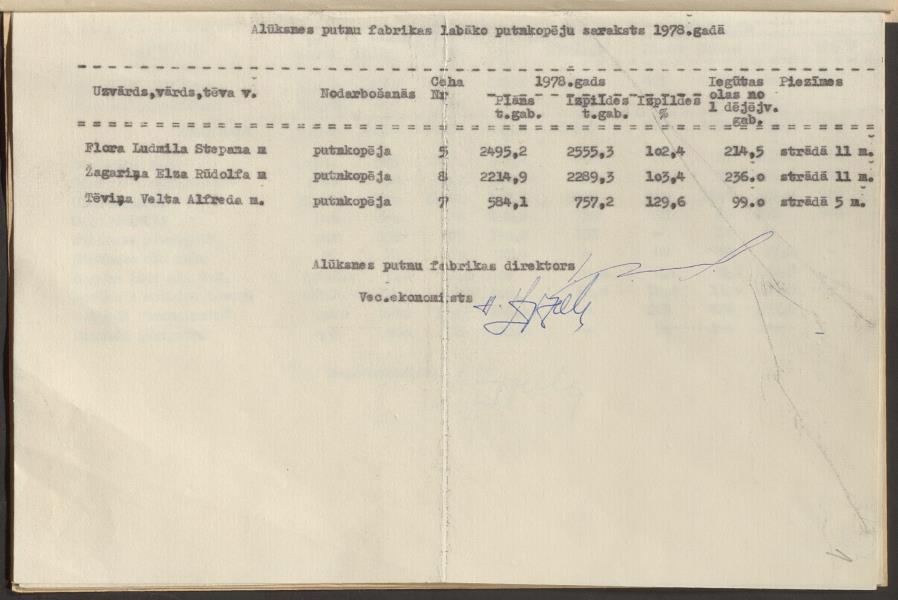 Alūksnes putnu fabrikas labāko putnkopēju saraksts 1978.gadā
Uzvārds,vārds,tēva v. Nodarbošanās Ceha Nr 1978.gads Iegūtas olas no 1 dējējv. gab. Piezīmes
Plāns t.gab. Izpildes t.gab. Izpildes %
Flora Ludmila Stepana m putnkopēja 5 2495,2 2555,3 102,4 214,5 strādā 11 m.
Žagariņa Elza Rūdolfa m putnkopēja 8 2214,9 2289,3 103,4 236.0 strādā 11 m.
Tēviņa Velta Alfreda m. putnkopēja 7 584,1 757,2 129,6 99.0 strādā 5 m.
Alūksnes putnu fabrikas direktors
Vec.ekonomists